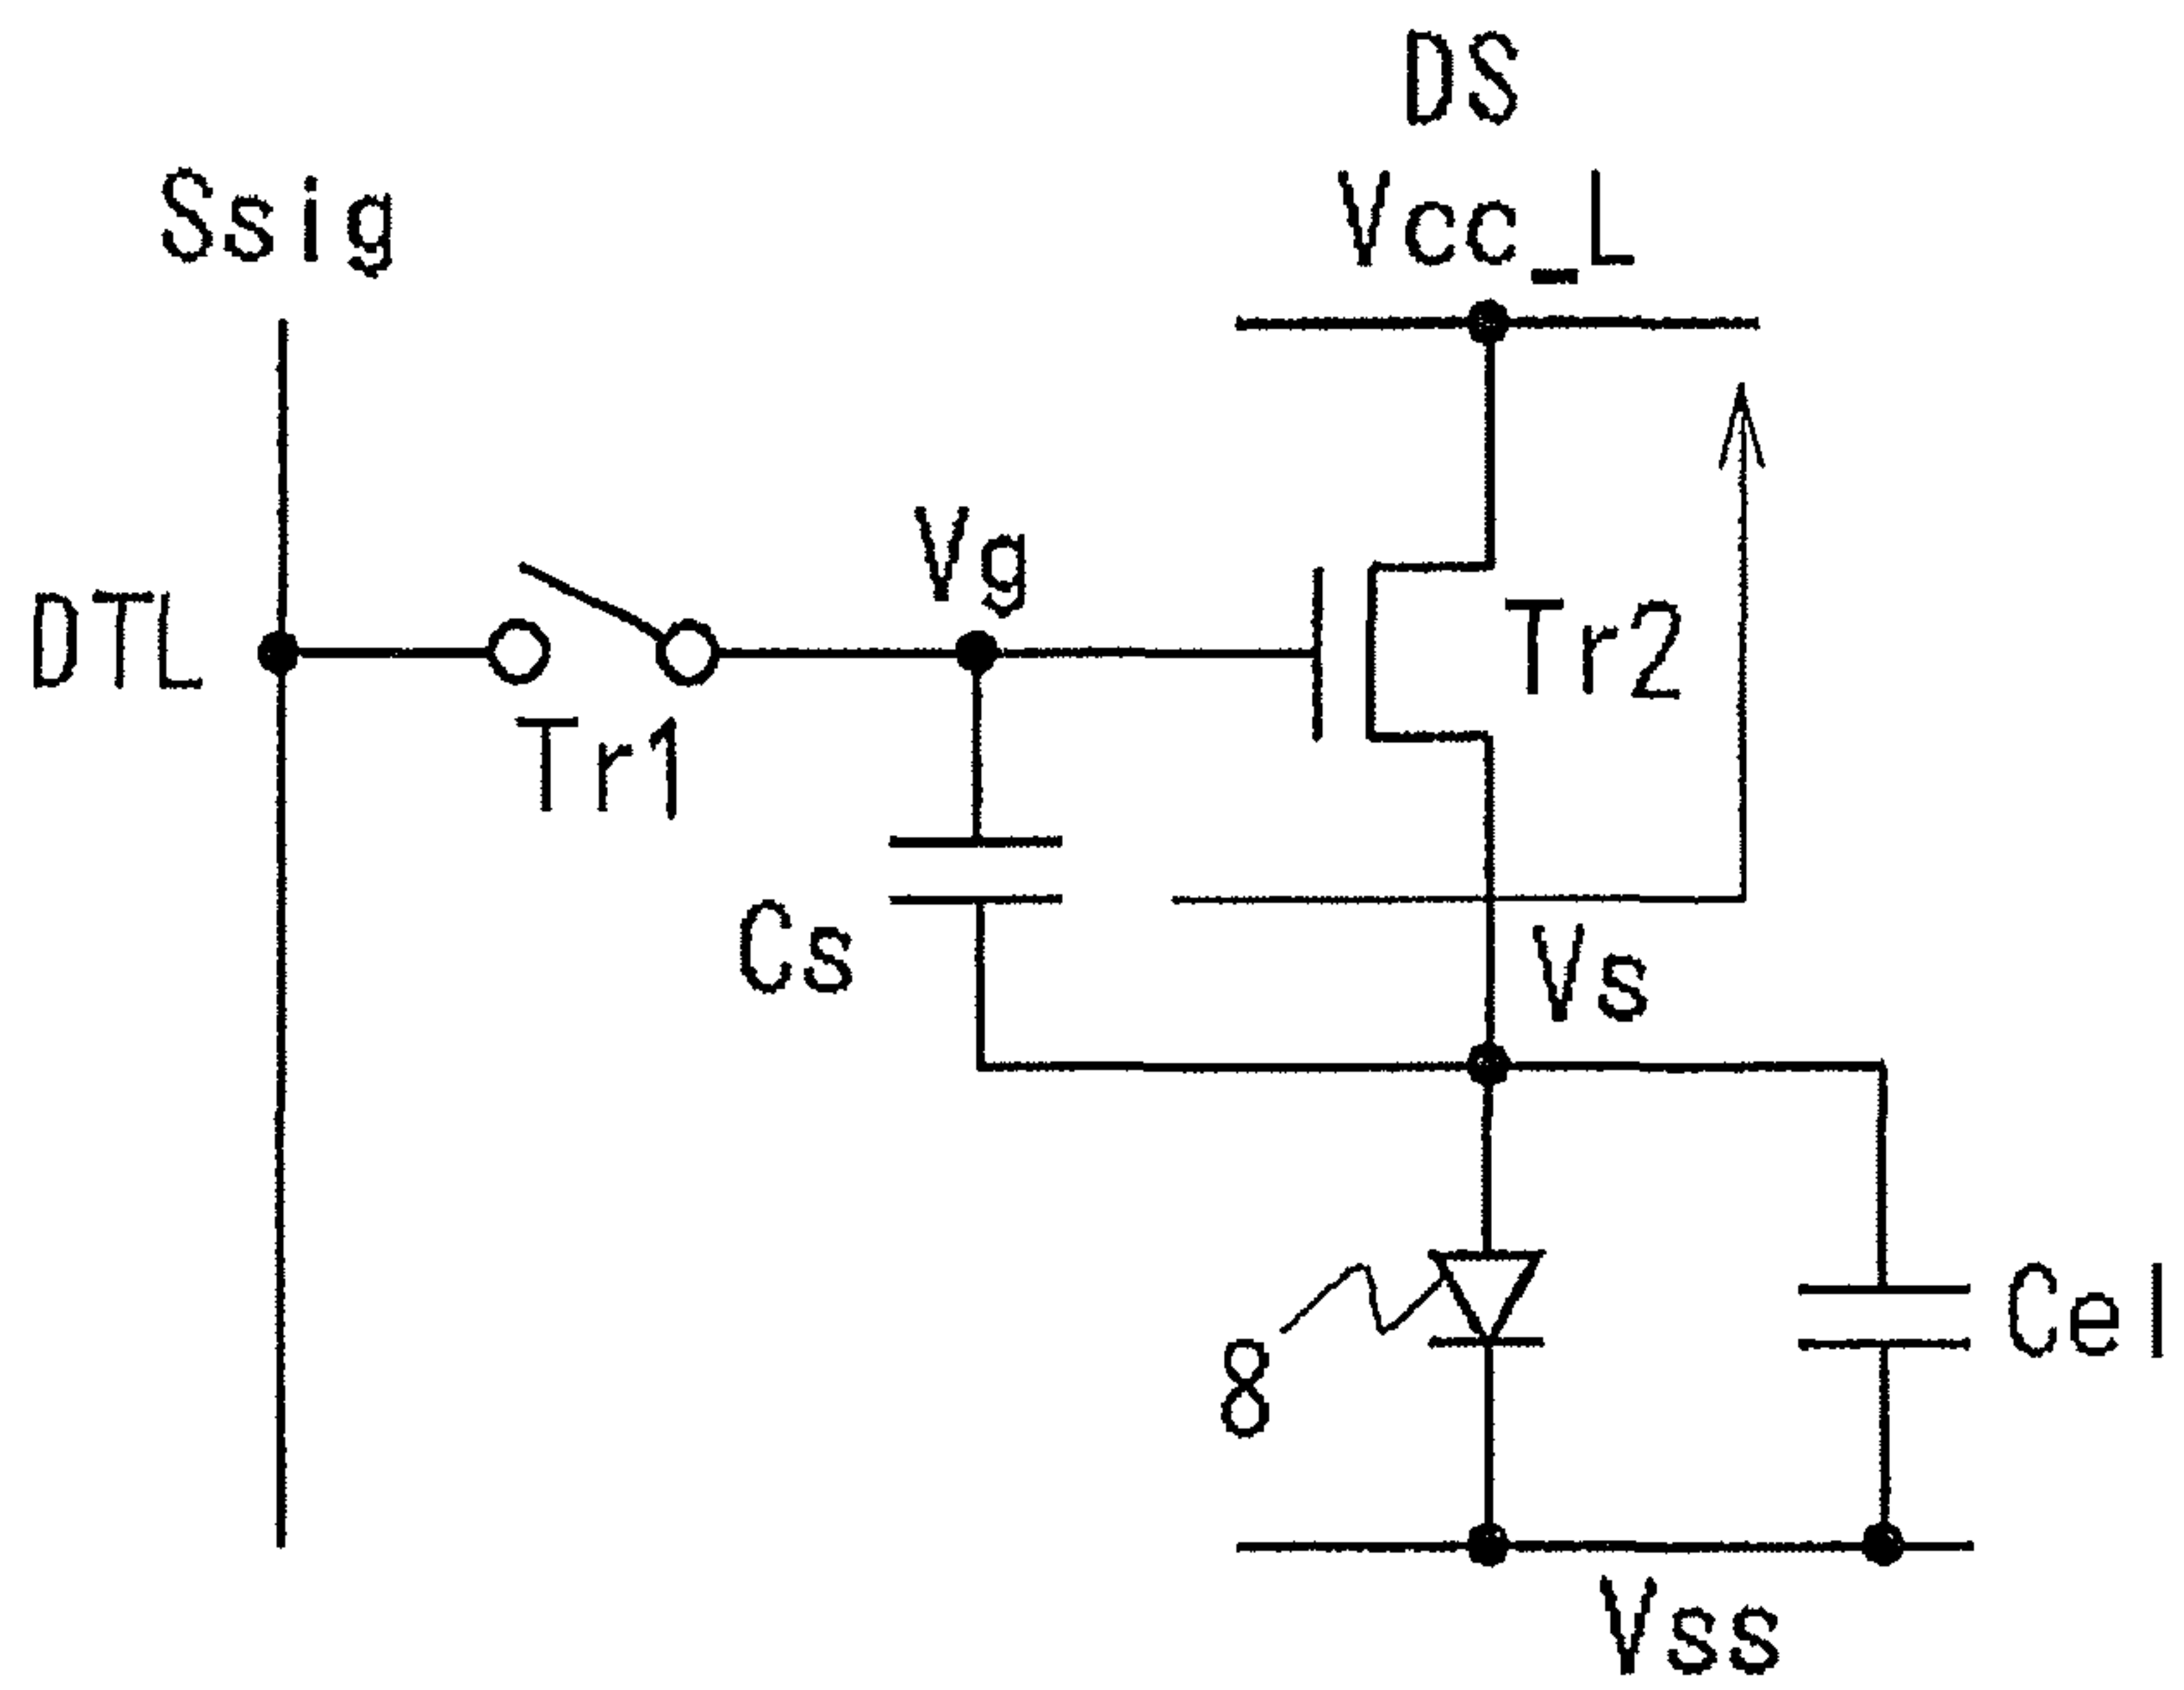 DS
Ssig
Vcc_L
Vg
DTL
Tr2
Tr1
Cs
Vs
Cel
8
Vss